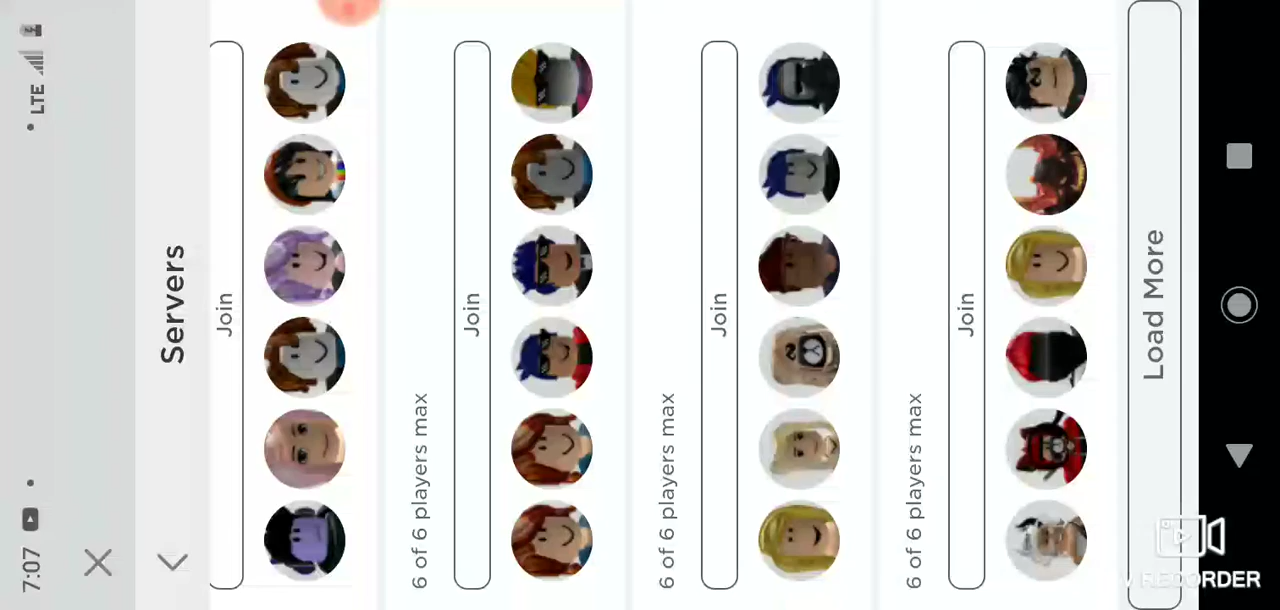 7:07
LTE
Servers
Join
6 of 6 players max
Join
6 of 6 players max
Join
6 of 6 players max
Join
Load More
V RECORDER